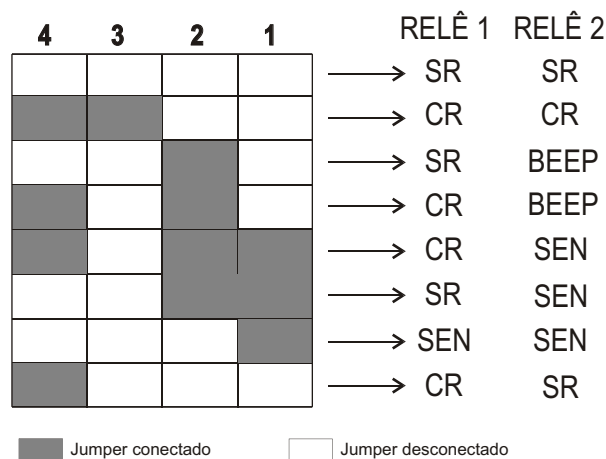 4 3 2 1 RELÊ 1 RELÊ 2
SR SR
CR CR
SR BEEP
CR BEEP
CR SEN
SR SEN
SEN SEN
CR SR
Jumper conectado Jumper desconectado